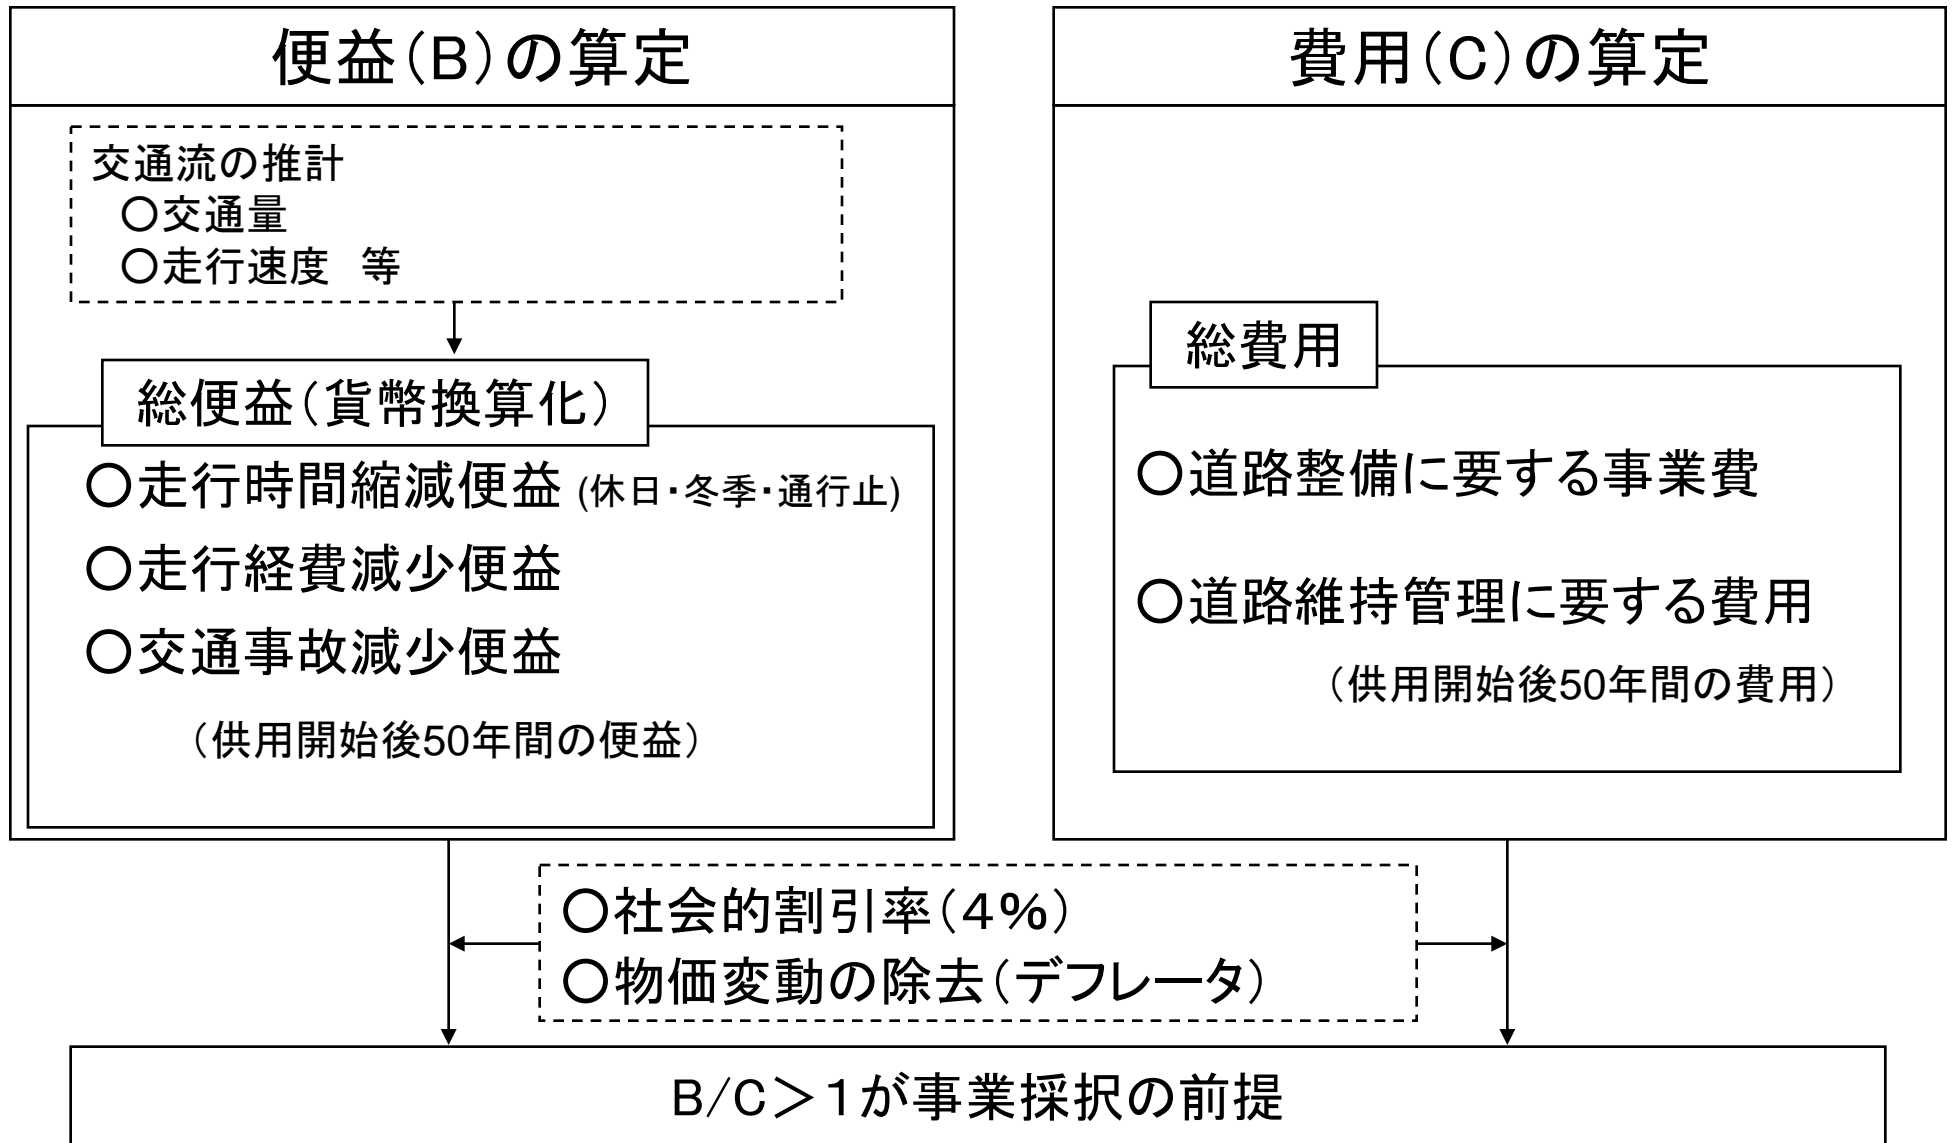 便益(B)の算定
交通流の推計
○交通量
○走行速度　等
総便益(貨幣換算化)
○走行時間縮減便益 (休日・冬季・通行止)
○走行経費減少便益
○交通事故減少便益
（供用開始後50年間の便益）
費用(C)の算定
総費用
○道路整備に要する事業費
○道路維持管理に要する費用
（供用開始後50年間の費用）
○社会的割引率(4%)
○物価変動の除去(デフレータ)
B/C＞1が事業採択の前提